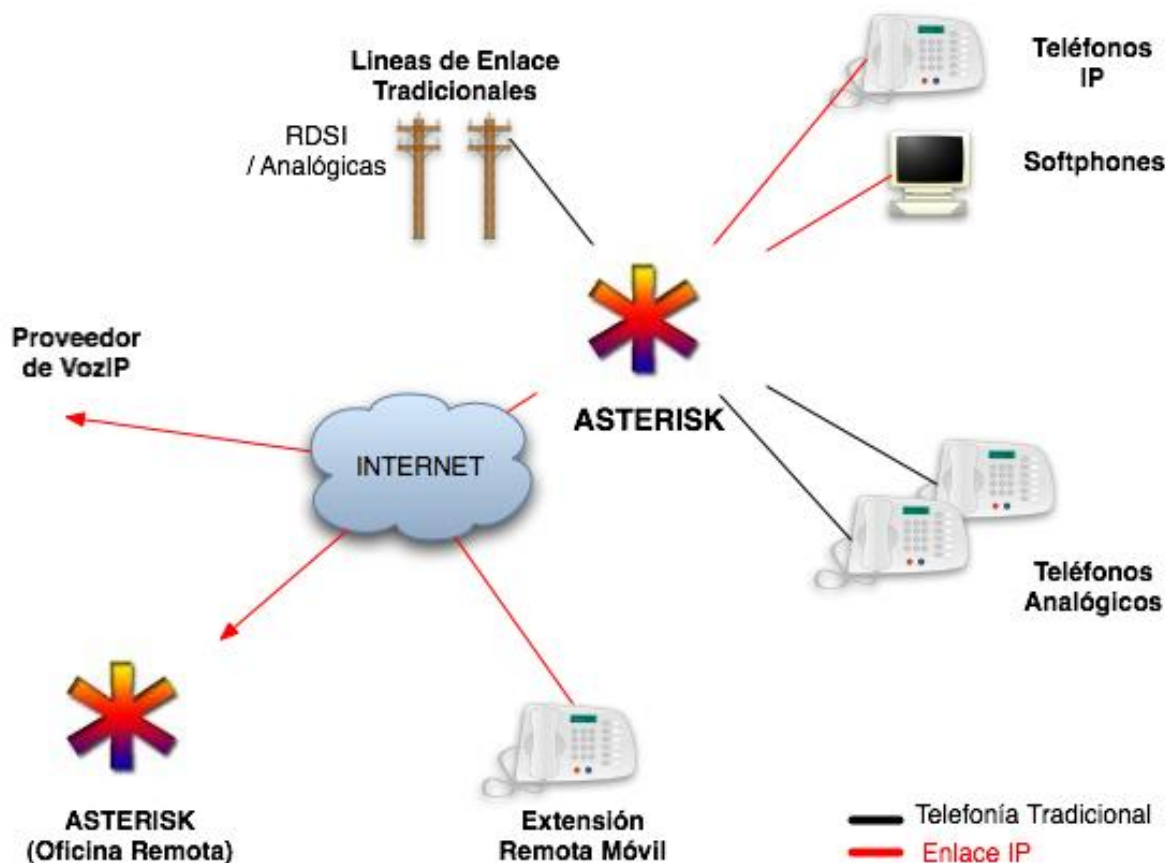 Lineas de Enlace
Tradicionales
RDSI
/ Analógicas
Teléfonos
IP
Softphones
Proveedor
de VozIP
ASTERISK
INTERNET
Teléfonos
Analógicos
ASTERISK
(Oficina Remota)
Extensión
Remota Móvil
Telefonía Tradicional
Enlace IP